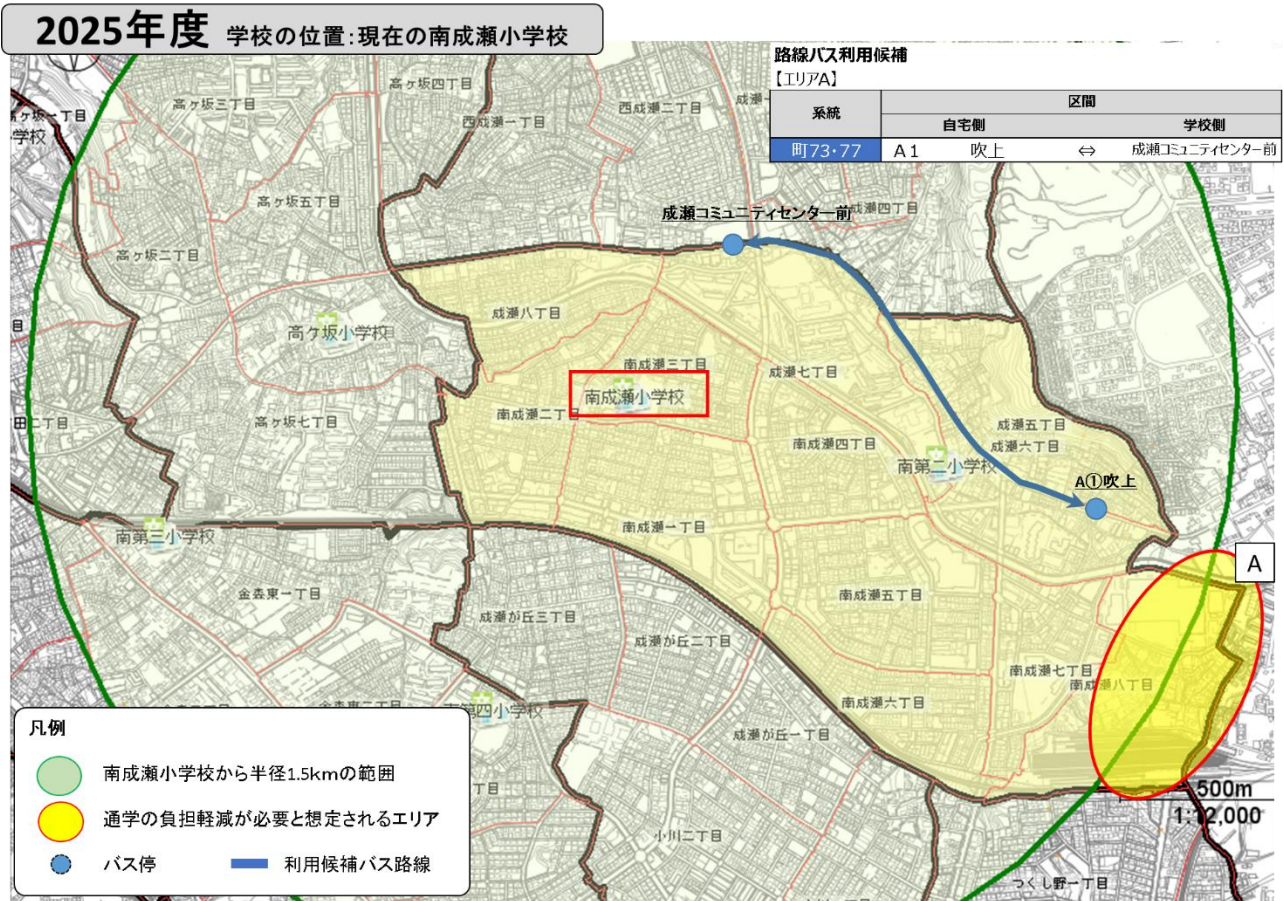 2025年度 学校の位置:現在の南成瀬小学校
路線バス利用候補
【エリアA】
系統
区間
自宅側
学校側
町73・77
A1
吹上
⇔
成瀬コミュニティセンター前
高ヶ坂四丁目
高ヶ坂三丁目
西成瀬二丁目
西成瀬一丁目
学校
高ヶ坂五丁目
成瀬コミュニティセンター前
成瀬四丁目
高ヶ坂二丁目
成瀬八丁目
高ヶ坂小学校
南成瀬三丁目
成瀬七丁目
南成瀬小学校
南成瀬二丁目
高ヶ坂七丁目
成瀬五丁目
南成瀬四丁目
成瀬六丁目
南第二小学校
A①吹上
南成瀬一丁目
南第三小学校
A
金森東一丁目
南成瀬五丁目
成瀬が丘三丁目
成瀬が丘二丁目
南成瀬七丁目
南成瀬八丁目
南成瀬六丁目
南第四小学校
成瀬が丘一丁目
小川二丁目
つくし野一丁目
500m
1:12,000
凡例
南成瀬小学校から半径1.5kmの範囲
通学の負担軽減が必要と想定されるエリア
バス停
利用候補バス路線